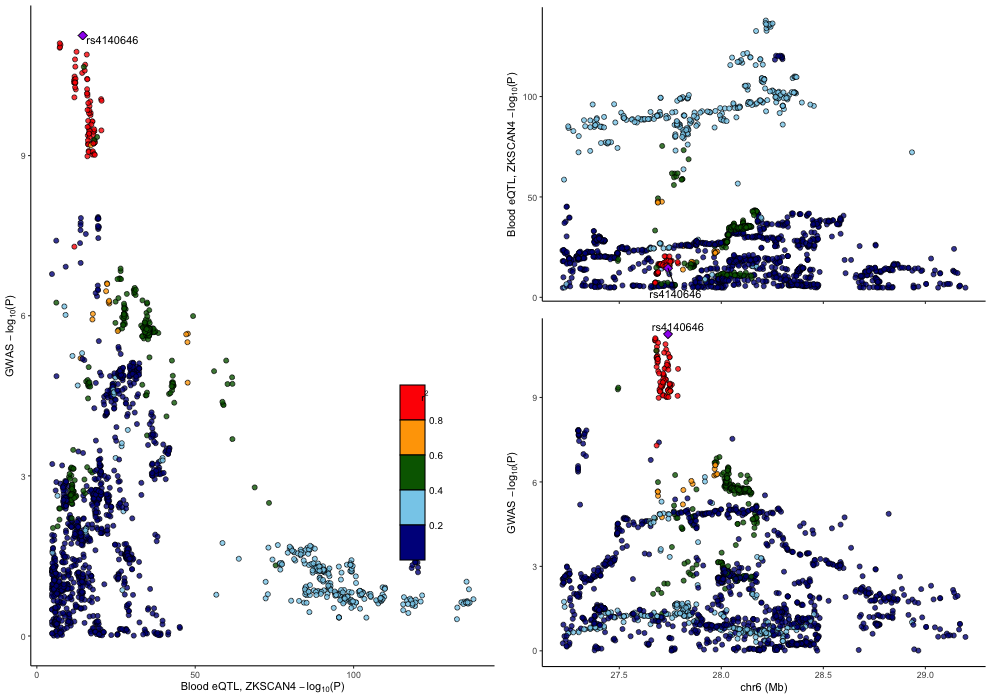 rs4140646
9
6
3
0
GWAS −log10(P)
r2
0.8
0.6
0.4
0.2
0
50
100
Blood eQTL, ZKSCAN4 −log10(P)
100
50
0
Blood eQTL, ZKSCAN4 −log10(P)
rs4140646
rs4140646
9
6
3
0
GWAS −log10(P)
27.5
28.0
28.5
29.0
chr6 (Mb)